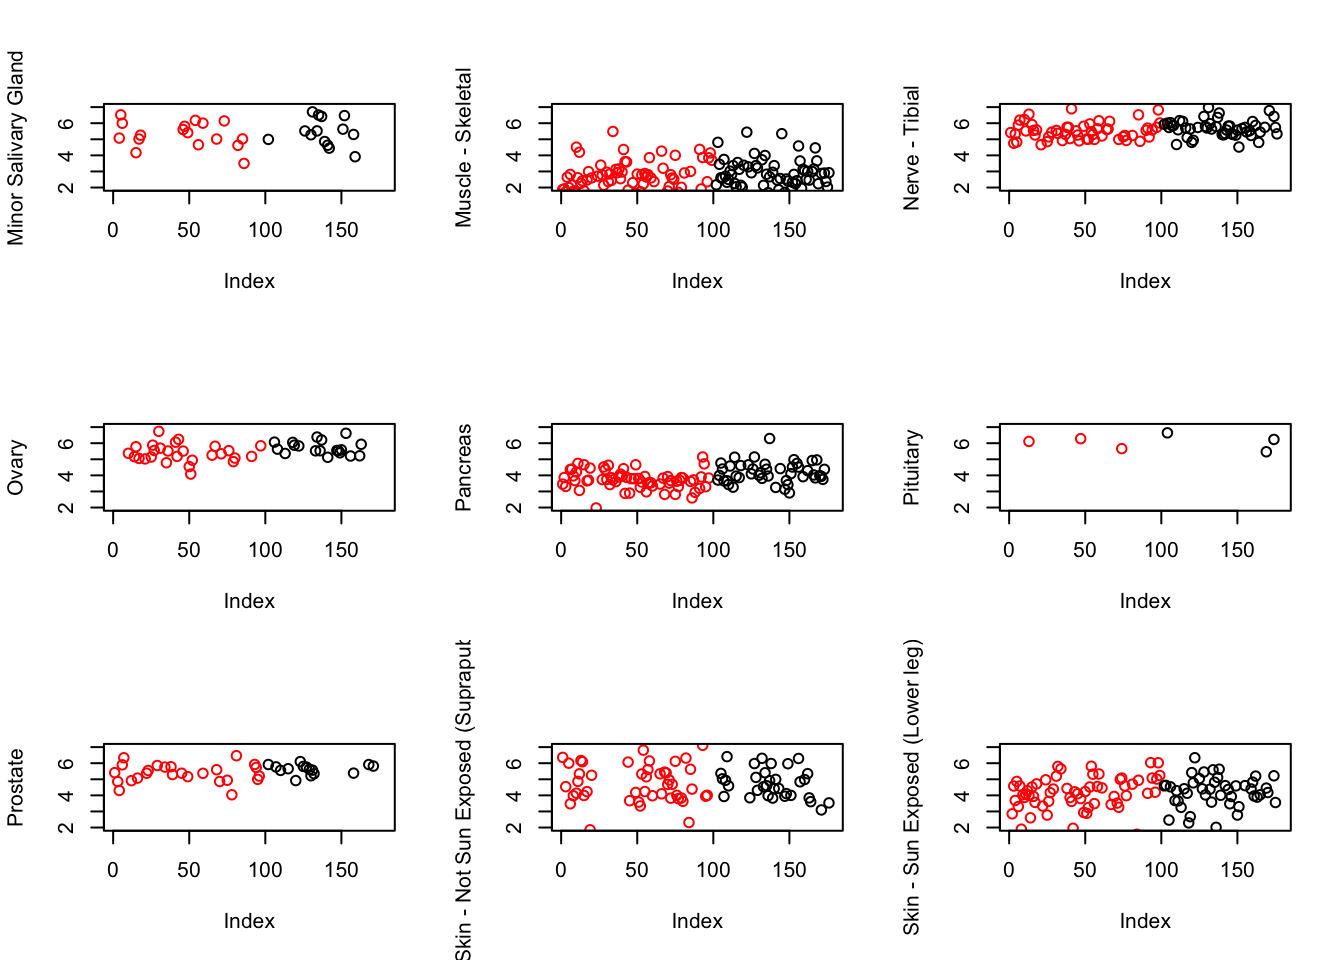 Minor Salivary Gland
2 4 6
0 50 100 150
Index
Muscle - Skeletal
2 4 6
0 50 100 150
Index
Nerve - Tibial
2 4 6
0 50 100 150
Index
Ovary
2 4 6
0 50 100 150
Index
Pancreas
2 4 6
0 50 100 150
Index
Pituitary
2 4 6
0 50 100 150
Index
Prostate
2 4 6
0 50 100 150
Index
Skin - Not Sun Exposed (Suprapub
2 4 6
0 50 100 150
Index
Skin - Sun Exposed (Lower leg)
2 4 6
0 50 100 150
Index